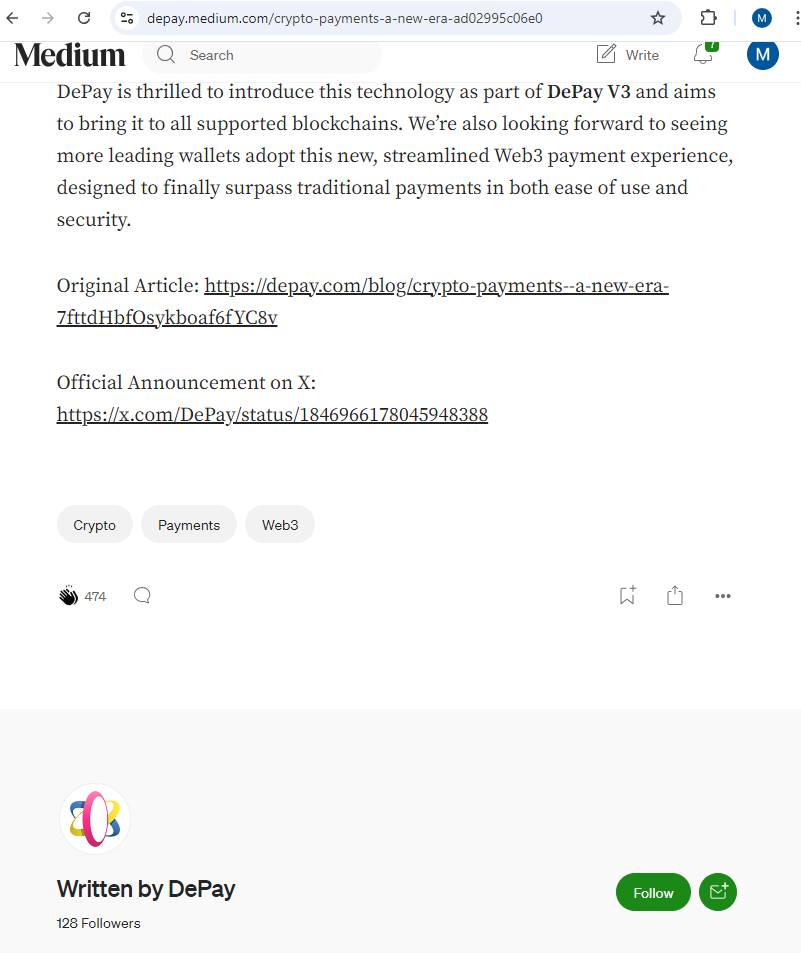 depay.medium.com/crypto-payments-a-new-era-ad02995c06e0
M
Medium
Search
Write
7
M
DePay is thrilled to introduce this technology as part of DePay V3 and aims
to bring it to all supported blockchains. We’re also looking forward to seeing
more leading wallets adopt this new, streamlined Web3 payment experience,
designed to finally surpass traditional payments in both ease of use and
security.
Original Article: https://depay.com/blog/crypto-payments--a-new-era-
7fttdHbfOsykboaf6fYC8v
Official Announcement on X:
https://x.com/DePay/status/1846966178045948388
Crypto
Payments
Web3
474
Written by DePay
Follow
128 Followers